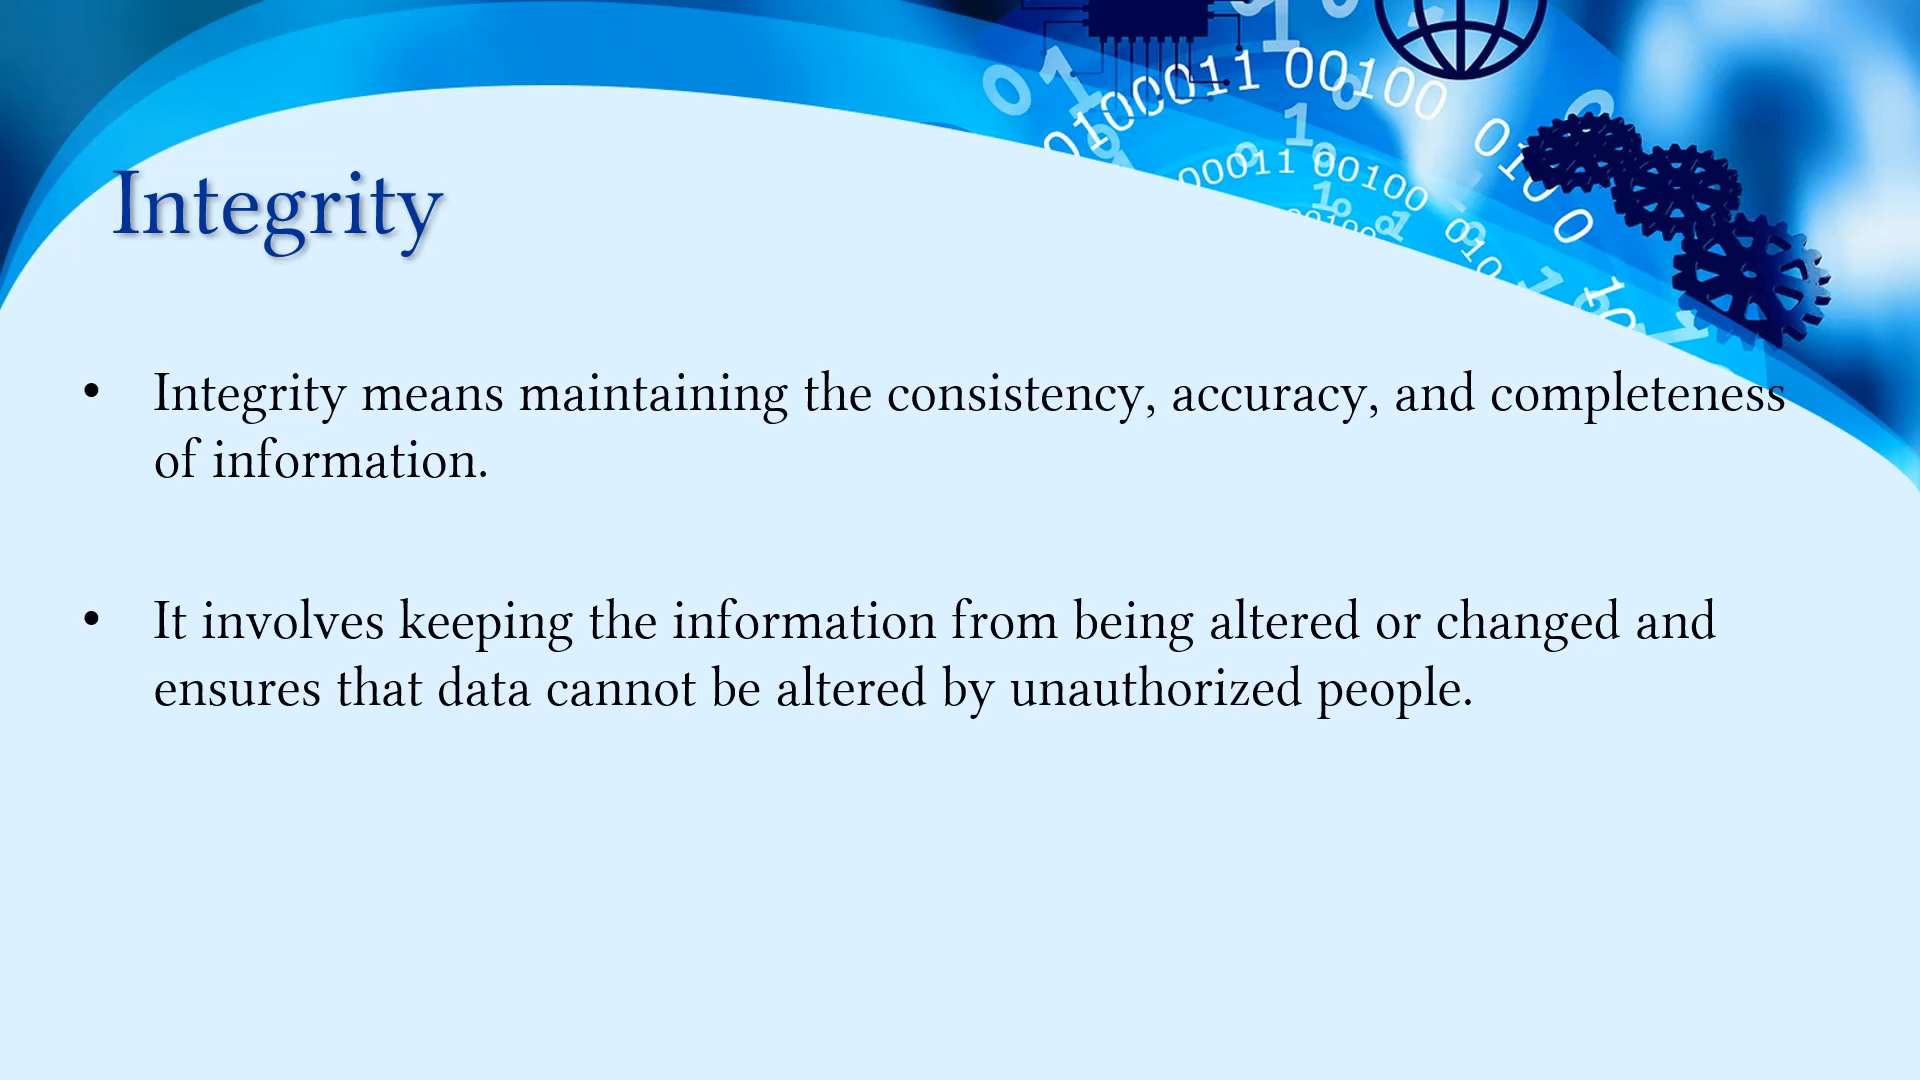 Integrity
• Integrity means maintaining the consistency, accuracy, and completeness
of information.
• It involves keeping the information from being altered or changed and
ensures that data cannot be altered by unauthorized people.